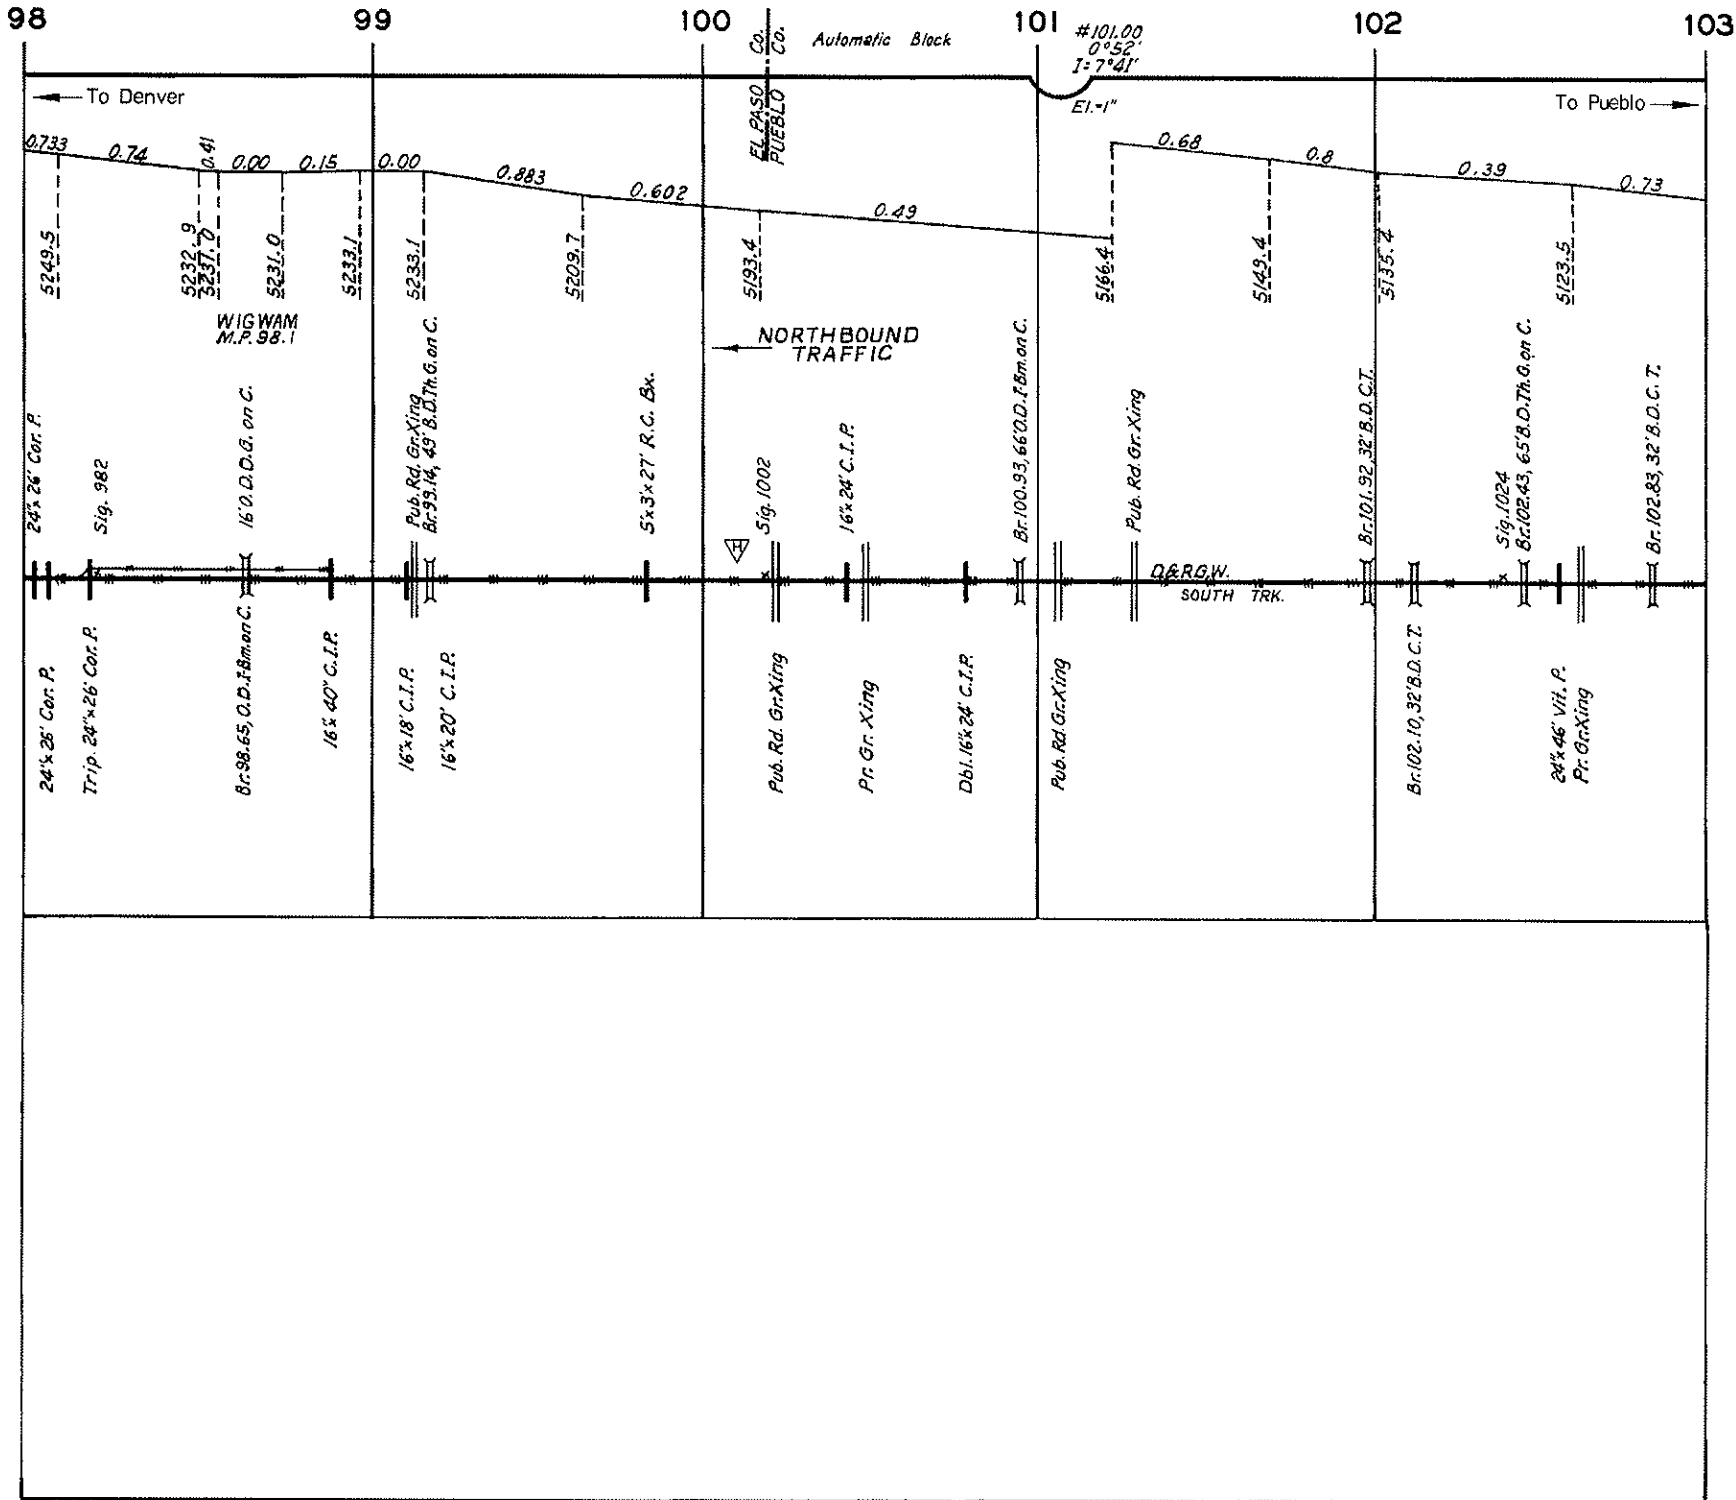 98 99 100 101 102 103
EL PASO Co.
PUEBLO Co.
Automatic Block
#101.00
0°52'
I=7°41'
El.=1"
To Denver
To Pueblo
0.733 0.74 0.41 0.00 0.15 0.00 0.883 0.602 0.49 0.68 0.8 0.39 0.73
5249.5 5232.9 5231.0 5231.0 5233.1 5233.1 5209.7 5193.4 5166.4 5149.4 5135.4 5123.5
WIGWAM
M.P. 98.1
NORTHBOUND
TRAFFIC
24"x 26' Cor. P.
Sig. 982
16' O.D.D.G. on C.
Pub. Rd. Gr. Xing
Br. 99.14, 49' B.D.Th.G. on C.
5'x3'x27' R.C. Bx.
H
Sig. 1002
16"x 24' C.I.P.
Br. 100.93, 66' O.D.I-Bm. on C.
Pub. Rd. Gr. Xing
Br. 101.92, 32' B.D.C.T.
Sig. 1024
Br. 102.43, 65' B.D.Th.G. on C.
Br. 102.83, 32' B.D.C.T.
D.&R.G.W.
SOUTH TRK.
24"x 26' Cor. P.
Trip. 24"x 26' Cor. P.
Br. 98.65, O.D.I-Bm. on C.
16"x 40' C.I.P.
16"x 18' C.I.P.
16"x 20' C.I.P.
Pub. Rd. Gr. Xing
Pr. Gr. Xing
Dbl. 16"x 24' C.I.P.
Pub. Rd. Gr. Xing
Br. 102.10, 32' B.D.C.T.
24"x 46' Vit. P.
Pr. Gr. Xing